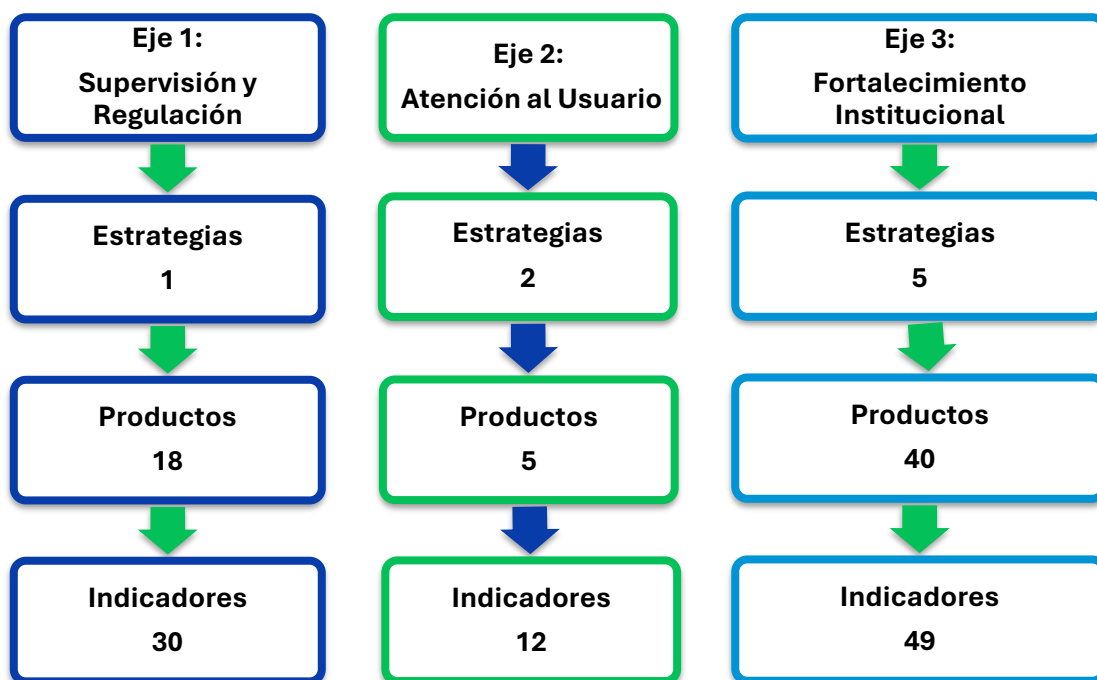 Eje 1:
Supervisión y
Regulación
Estrategias
1
Productos
18
Indicadores
30
Eje 2:
Atención al Usuario
Estrategias
2
Productos
5
Indicadores
12
Eje 3:
Fortalecimiento
Institucional
Estrategias
5
Productos
40
Indicadores
49